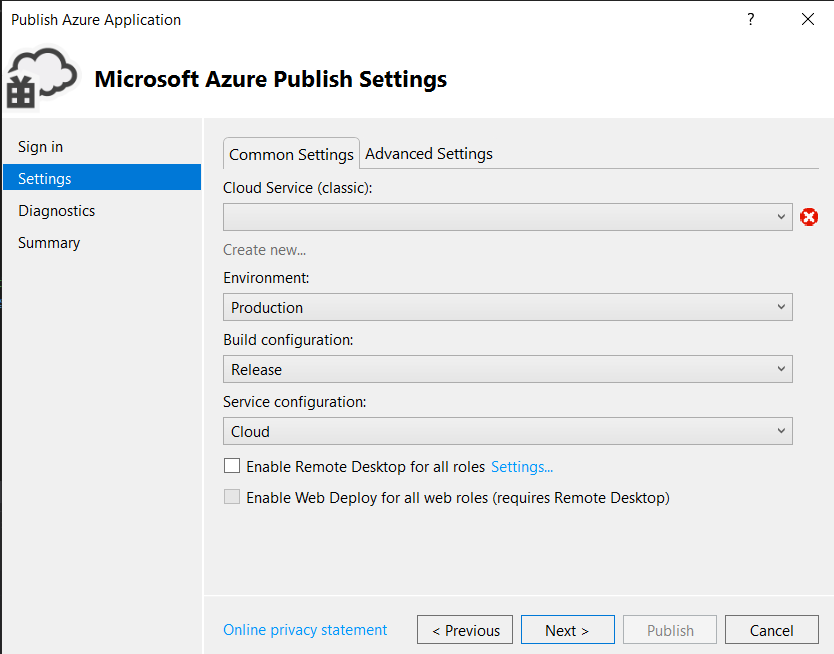 Publish Azure Application
?
Microsoft Azure Publish Settings
Sign in
Settings
Diagnostics
Summary
Common Settings
Advanced Settings
Cloud Service (classic):
Create new...
Environment:
Production
Build configuration:
Release
Service configuration:
Cloud
Enable Remote Desktop for all roles Settings...
Enable Web Deploy for all web roles (requires Remote Desktop)
Online privacy statement
< Previous
Next >
Publish
Cancel